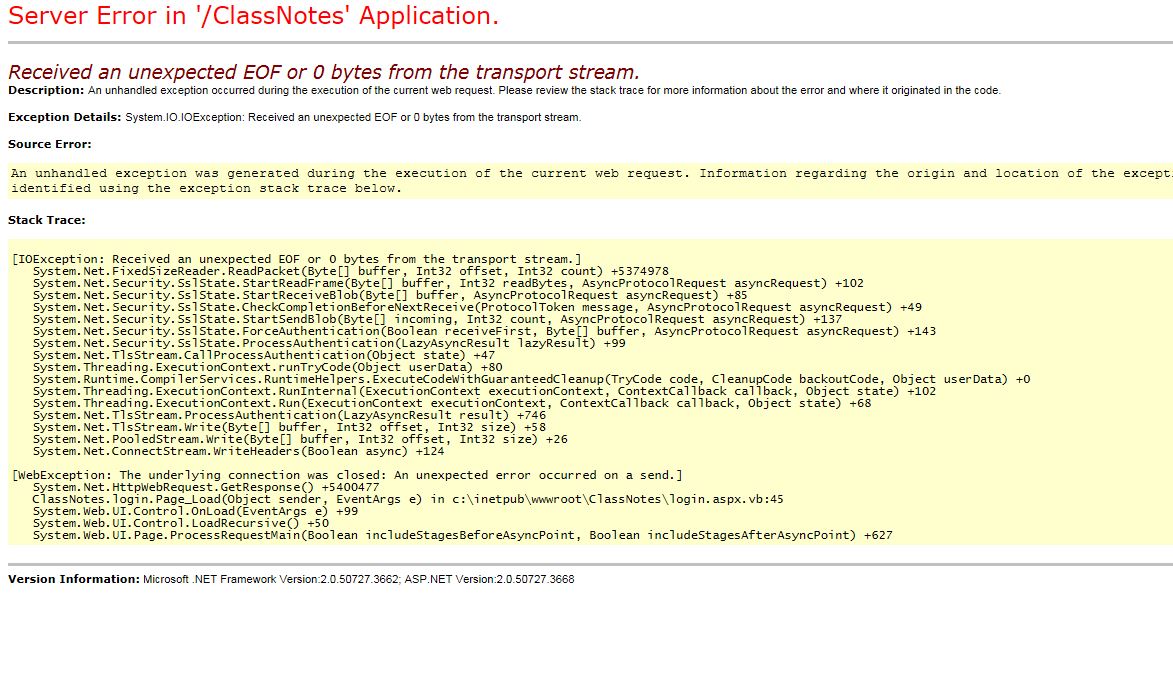 Server Error in '/ClassNotes' Application.
Received an unexpected EOF or 0 bytes from the transport stream.
Description: An unhandled exception occurred during the execution of the current web request. Please review the stack trace for more information about the error and where it originated in the code.
Exception Details: System.IO.IOException: Received an unexpected EOF or 0 bytes from the transport stream.
Source Error:
An unhandled exception was generated during the execution of the current web request. Information regarding the origin and location of the except
identified using the exception stack trace below.
Stack Trace:
[IOException: Received an unexpected EOF or 0 bytes from the transport stream.]
System.Net.FixedSizeReader.ReadPacket(Byte[] buffer, Int32 offset, Int32 count) +5374978
System.Net.Security.SslState.StartReadFrame(Byte[] buffer, Int32 readBytes, AsyncProtocolRequest asyncRequest) +102
System.Net.Security.SslState.StartReceiveBlob(Byte[] buffer, AsyncProtocolRequest asyncRequest) +85
System.Net.Security.SslState.CheckCompletionBeforeNextReceive(ProtocolToken message, AsyncProtocolRequest asyncRequest) +49
System.Net.Security.SslState.StartSendBlob(Byte[] incoming, Int32 count, AsyncProtocolRequest asyncRequest) +137
System.Net.Security.SslState.ForceAuthentication(Boolean receiveFirst, Byte[] buffer, AsyncProtocolRequest asyncRequest) +143
System.Net.Security.SslState.ProcessAuthentication(LazyAsyncResult lazyResult) +99
System.Net.TlsStream.CallProcessAuthentication(Object state) +47
System.Threading.ExecutionContext.runTryCode(Object userData) +80
System.Runtime.CompilerServices.RuntimeHelpers.ExecuteCodeWithGuaranteedCleanup(TryCode code, CleanupCode backoutCode, Object userData) +0
System.Threading.ExecutionContext.RunInternal(ExecutionContext executionContext, ContextCallback callback, Object state) +102
System.Threading.ExecutionContext.Run(ExecutionContext executionContext, ContextCallback callback, Object state) +68
System.Net.TlsStream.ProcessAuthentication(LazyAsyncResult result) +746
System.Net.TlsStream.Write(Byte[] buffer, Int32 offset, Int32 size) +58
System.Net.PooledStream.Write(Byte[] buffer, Int32 offset, Int32 size) +26
System.Net.ConnectStream.WriteHeaders(Boolean async) +124
[WebException: The underlying connection was closed: An unexpected error occurred on a send.]
System.Net.HttpWebRequest.GetResponse() +5400477
ClassNotes.login.Page_Load(Object sender, EventArgs e) in c:\inetpub\wwwroot\ClassNotes\login.aspx.vb:45
System.Web.UI.Control.OnLoad(EventArgs e) +99
System.Web.UI.Control.LoadRecursive() +50
System.Web.UI.Page.ProcessRequestMain(Boolean includeStagesBeforeAsyncPoint, Boolean includeStagesAfterAsyncPoint) +627
Version Information: Microsoft .NET Framework Version:2.0.50727.3662; ASP.NET Version:2.0.50727.3668